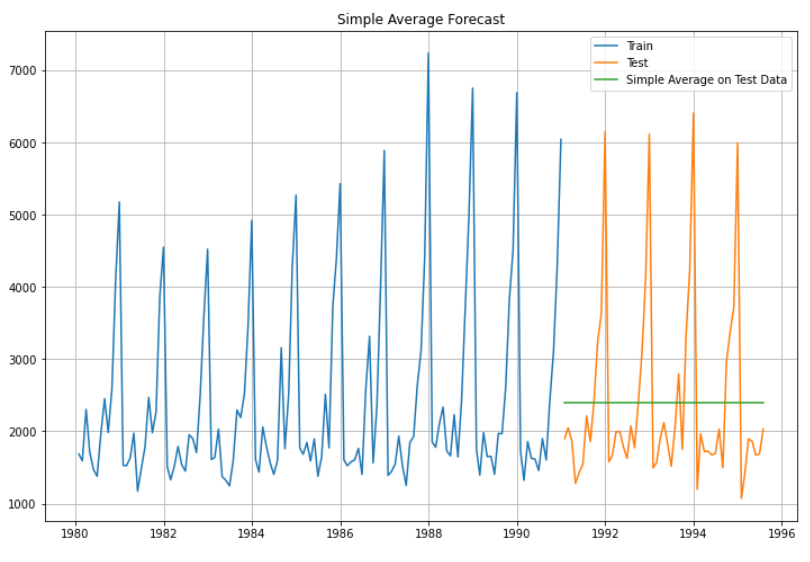 Simple Average Forecast
Train
Test
Simple Average on Test Data
7000
6000
5000
4000
3000
2000
1000
1980 1982 1984 1986 1988 1990 1992 1994 1996